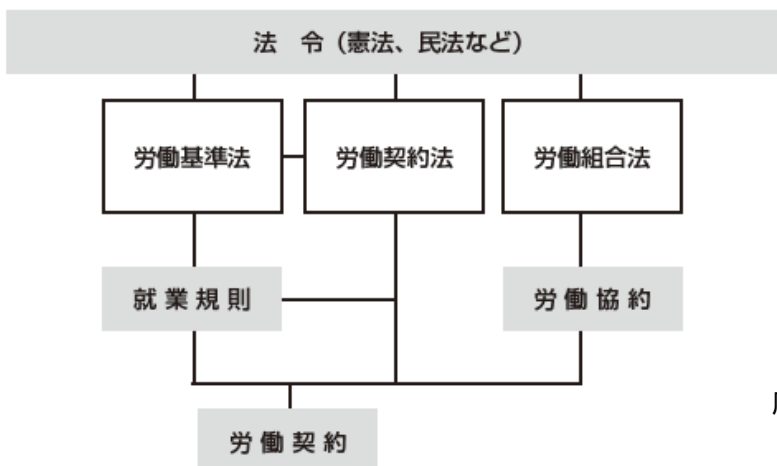 法　令（憲法、民法など）
労働基準法
労働契約法
労働組合法
就 業 規 則
労 働 協 約
労 働 契 約